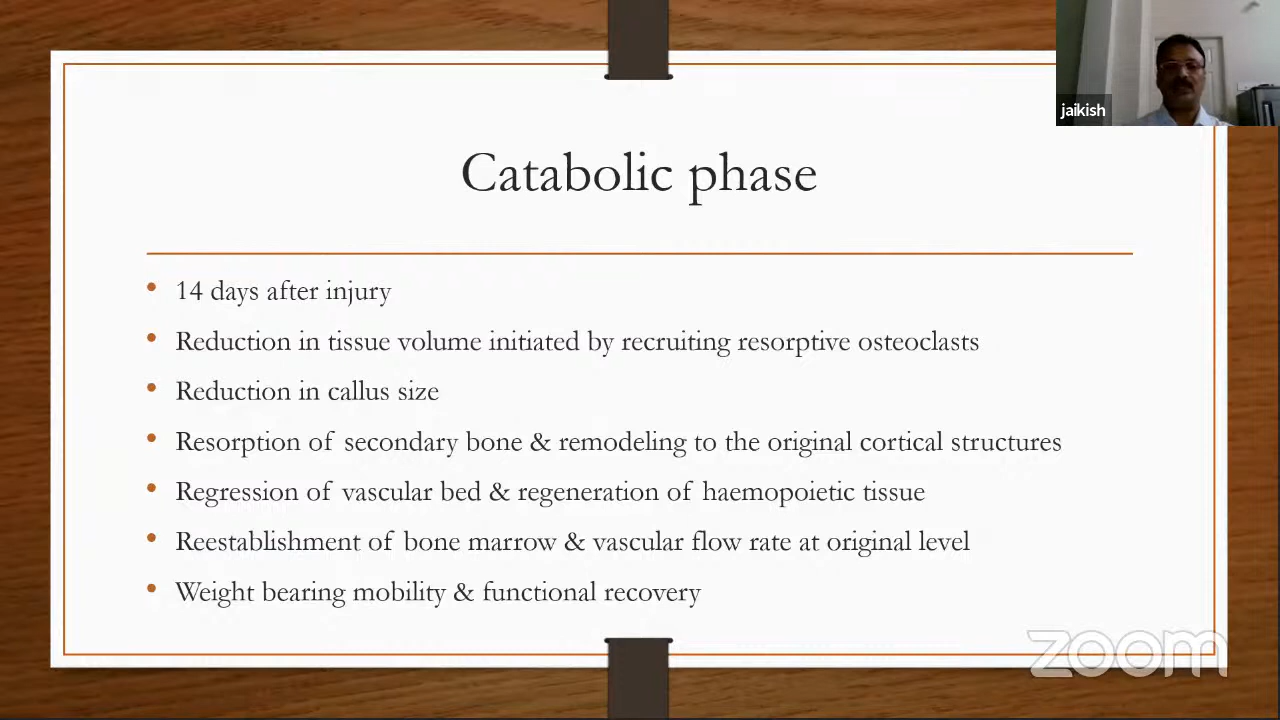 jaikish
Catabolic phase
• 14 days after injury
• Reduction in tissue volume initiated by recruiting resorptive osteoclasts
• Reduction in callus size
• Resorption of secondary bone & remodeling to the original cortical structures
• Regression of vascular bed & regeneration of haemopoietic tissue
• Reestablishment of bone marrow & vascular flow rate at original level
• Weight bearing mobility & functional recovery
zoom